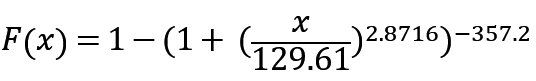 F(x) = 1 − (1 + (x/129.61)^2.8716)^−357.2